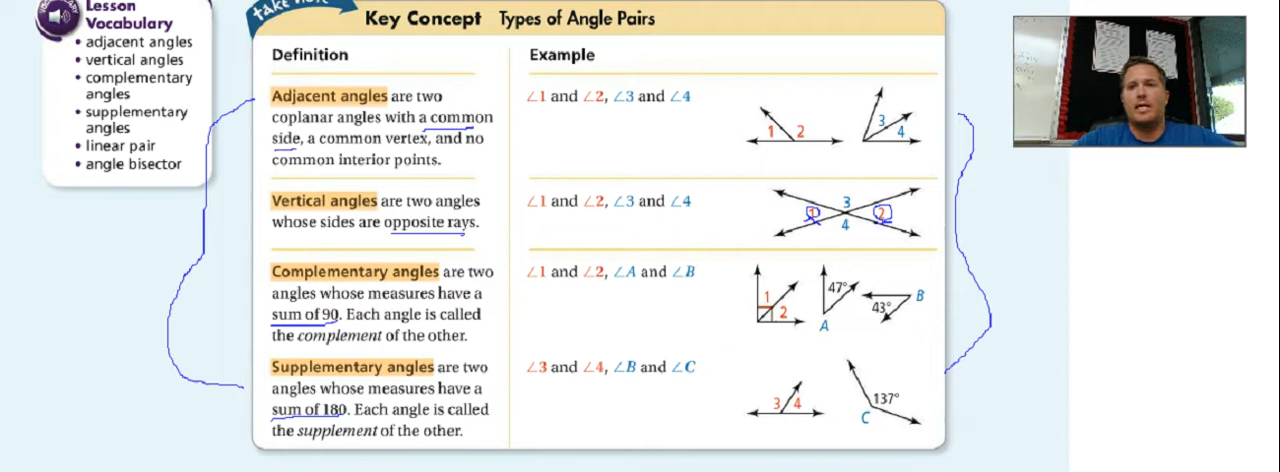 Lesson
Vocabulary
• adjacent angles
• vertical angles
• complementary
angles
• supplementary
angles
• linear pair
• angle bisector
Key Concept Types of Angle Pairs
Definition
Example
Adjacent angles are two
coplanar angles with a common
side, a common vertex, and no
common interior points.
∠1 and ∠2, ∠3 and ∠4
1 2
3
4
Vertical angles are two angles
whose sides are opposite rays.
∠1 and ∠2, ∠3 and ∠4
3
1 2
4
Complementary angles are two
angles whose measures have a
sum of 90. Each angle is called
the complement of the other.
∠1 and ∠2, ∠A and ∠B
1
2
47°
A
43°
B
Supplementary angles are two
angles whose measures have a
sum of 180. Each angle is called
the supplement of the other.
∠3 and ∠4, ∠B and ∠C
3 4
137°
C